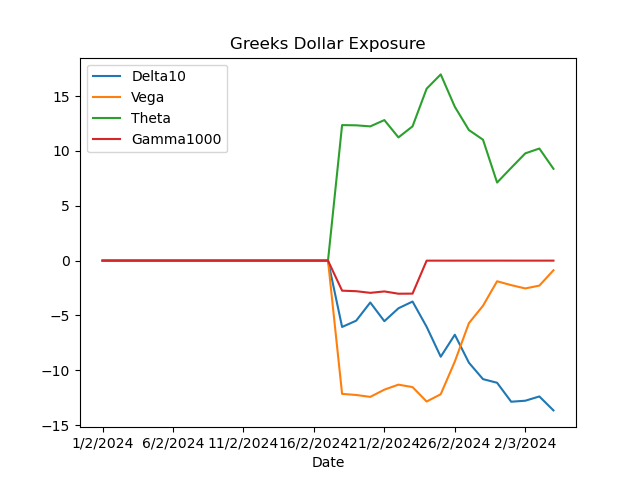 Greeks Dollar Exposure
Delta10
Vega
Theta
Gamma1000
15
10
5
0
−5
−10
−15
1/2/2024 6/2/2024 11/2/2024 16/2/2024 21/2/2024 26/2/2024 2/3/2024
Date